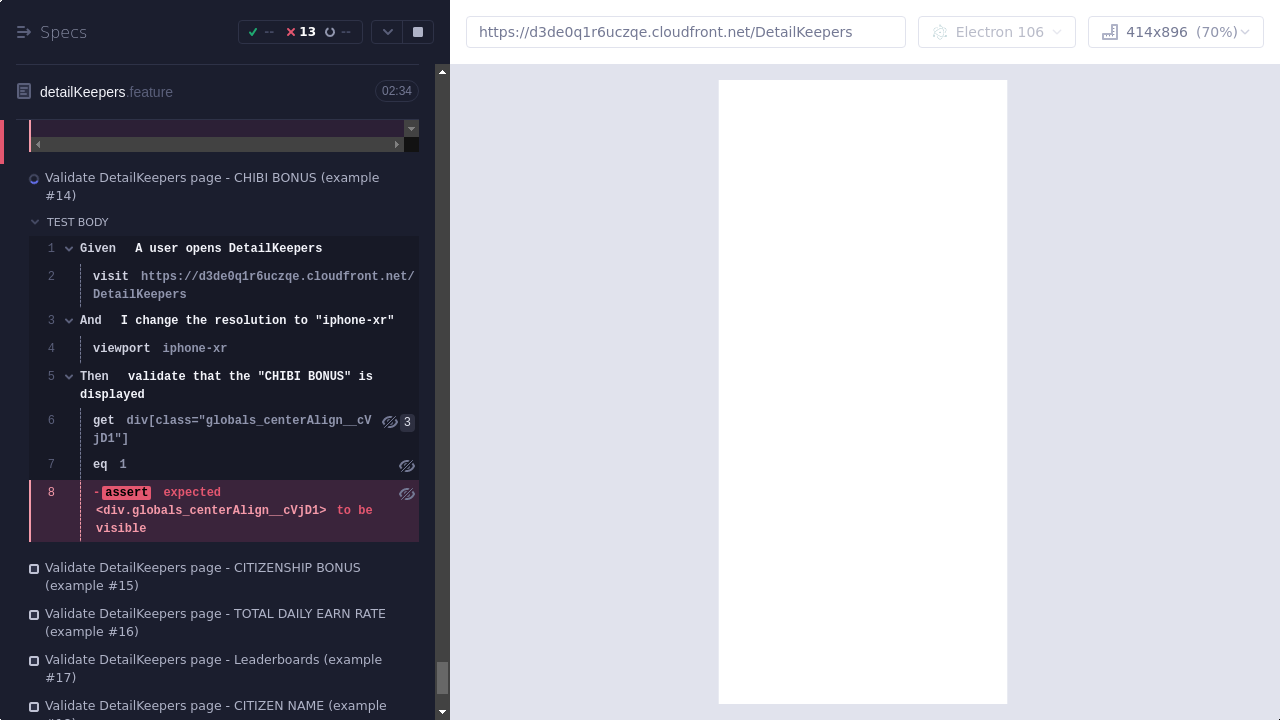 Specs
-- 13 --
https://d3de0q1r6uczqe.cloudfront.net/DetailKeepers
Electron 106
414x896 (70%)
detailKeepers.feature
02:34
Validate DetailKeepers page - CHIBI BONUS (example
#14)
TEST BODY
1 Given A user opens DetailKeepers
2 visit https://d3de0q1r6uczqe.cloudfront.net/
DetailKeepers
3 And I change the resolution to "iphone-xr"
4 viewport iphone-xr
5 Then validate that the "CHIBI BONUS" is
displayed
6 get div[class="globals_centerAlign__cV 3
jD1"]
7 eq 1
8 -assert expected
<div.globals_centerAlign__cVjD1> to be
visible
Validate DetailKeepers page - CITIZENSHIP BONUS
(example #15)
Validate DetailKeepers page - TOTAL DAILY EARN RATE
(example #16)
Validate DetailKeepers page - Leaderboards (example
#17)
Validate DetailKeepers page - CITIZEN NAME (example